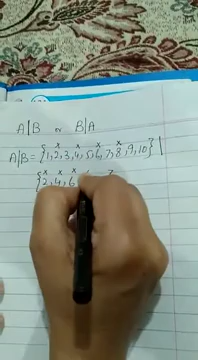 A|B or B|A
A|B = {1,2,3,4,5,6,7,8,9,10} |
{2,4,6,